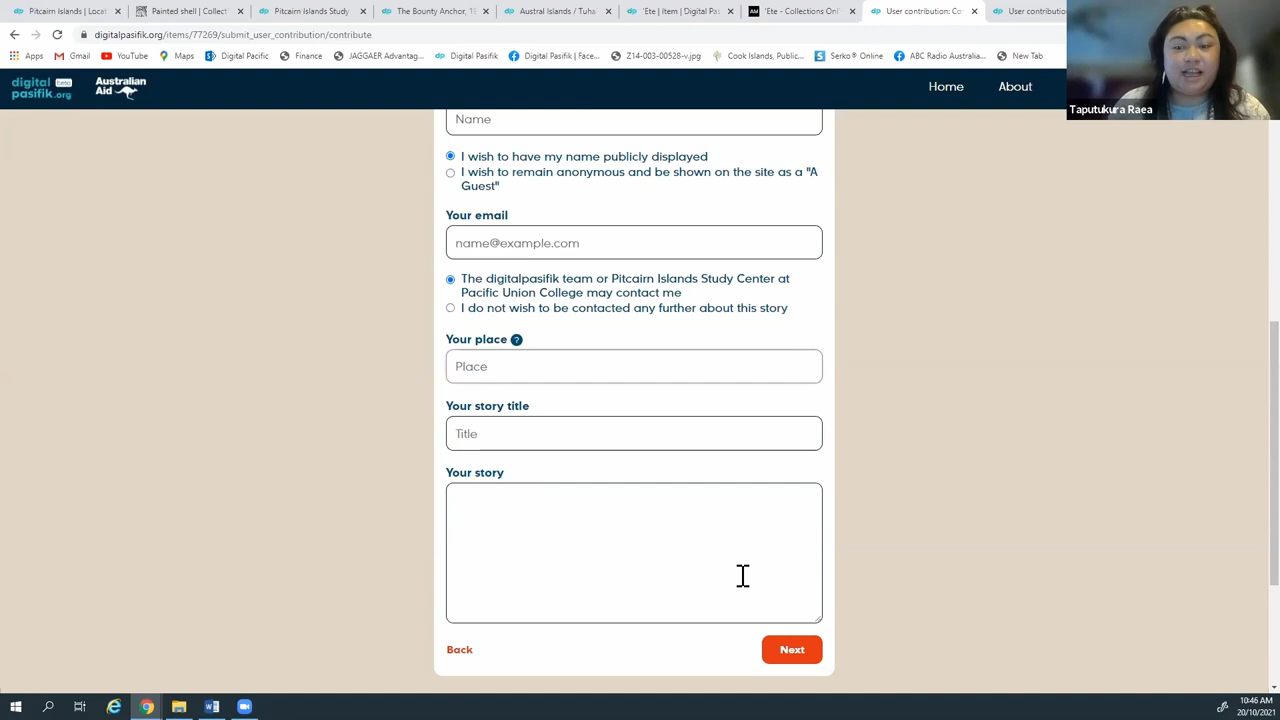 Pitcairn Islands | Locat
Painted shell | Collect
Pitcairn Islands Study
The Bounty Anchor, 19
Austral Islands / Tuha
'Ete | Item | Digital Pas
'Ete - Collections Onl
User contribution: Co
User contributio
digitalpasifik.org/items/77269/submit_user_contribution/contribute
Apps
Gmail
YouTube
Maps
Digital Pacific
Finance
JAGGAER Advantag...
Digital Pasifik
Digital Pasifik | Face...
Z14-003-00528-v.jpg
Cook Islands, Public...
Serko® Online
ABC Radio Australia...
New Tab
digital beta
pasifik.org
Australian
Aid
Home
About
Taputukura Raea
Name
I wish to have my name publicly displayed
I wish to remain anonymous and be shown on the site as a "A
Guest"
Your email
name@example.com
The digitalpasifik team or Pitcairn Islands Study Center at
Pacific Union College may contact me
I do not wish to be contacted any further about this story
Your place ?
Place
Your story title
Title
Your story
Back
Next
10:46 AM
20/10/2021